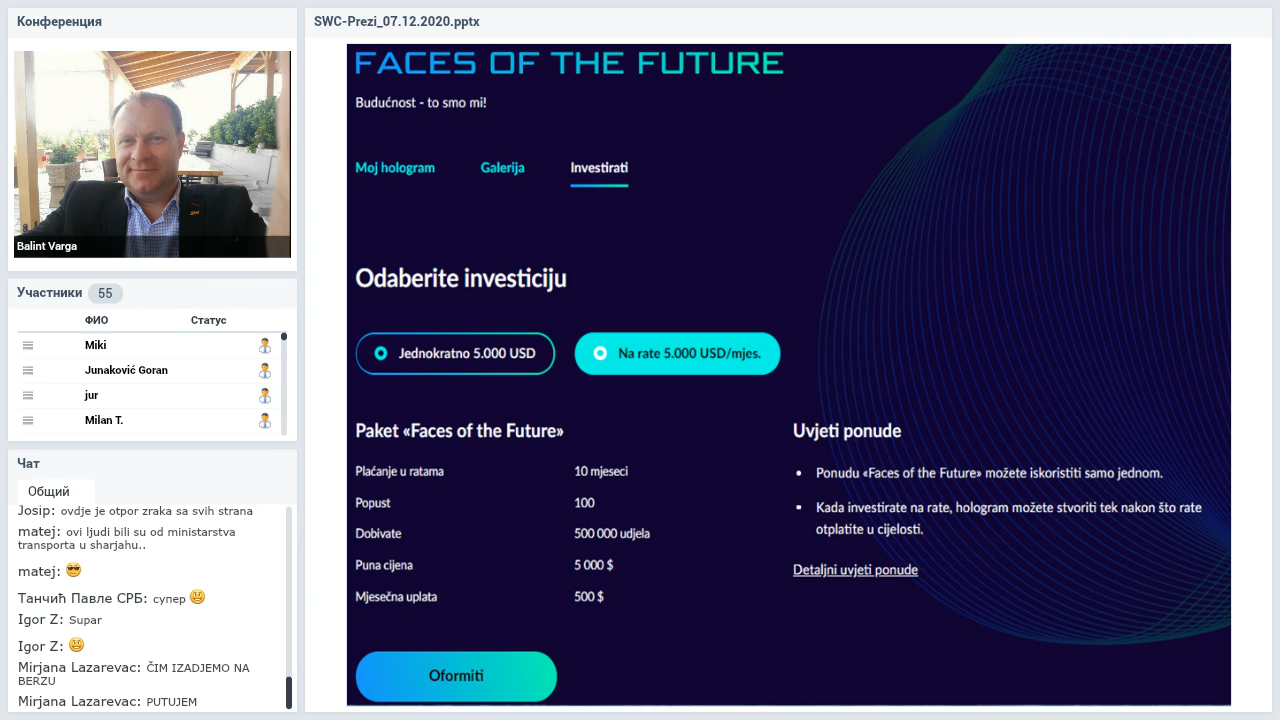 Конференция
Balint Varga
Участники 55
ФИО Статус
Miki
Junaković Goran
jur
Milan T.
Чат
Общий
Josip: ovdje je otpor zraka sa svih strana
matej: ovi ljudi bili su od ministarstva
transporta u sharjahu..
matej:
Танчић Павле СРБ: супер
Igor Z: Supar
Igor Z:
Mirjana Lazarevac: ČIM IZADJEMO NA
BERZU
Mirjana Lazarevac: PUTUJEM
SWC-Prezi_07.12.2020.pptx
FACES OF THE FUTURE
Budućnost - to smo mi!
Moj hologram Galerija Investirati
Odaberite investiciju
Jednokratno 5.000 USD Na rate 5.000 USD/mjes.
Paket «Faces of the Future»
Plaćanje u ratama 10 mjeseci
Popust 100
Dobivate 500 000 udjela
Puna cijena 5 000 $
Mjesečna uplata 500 $
Oformiti
Uvjeti ponude
• Ponudu «Faces of the Future» možete iskoristiti samo jednom.
• Kada investirate na rate, hologram možete stvoriti tek nakon što rate
otplatite u cijelosti.
Detaljni uvjeti ponude